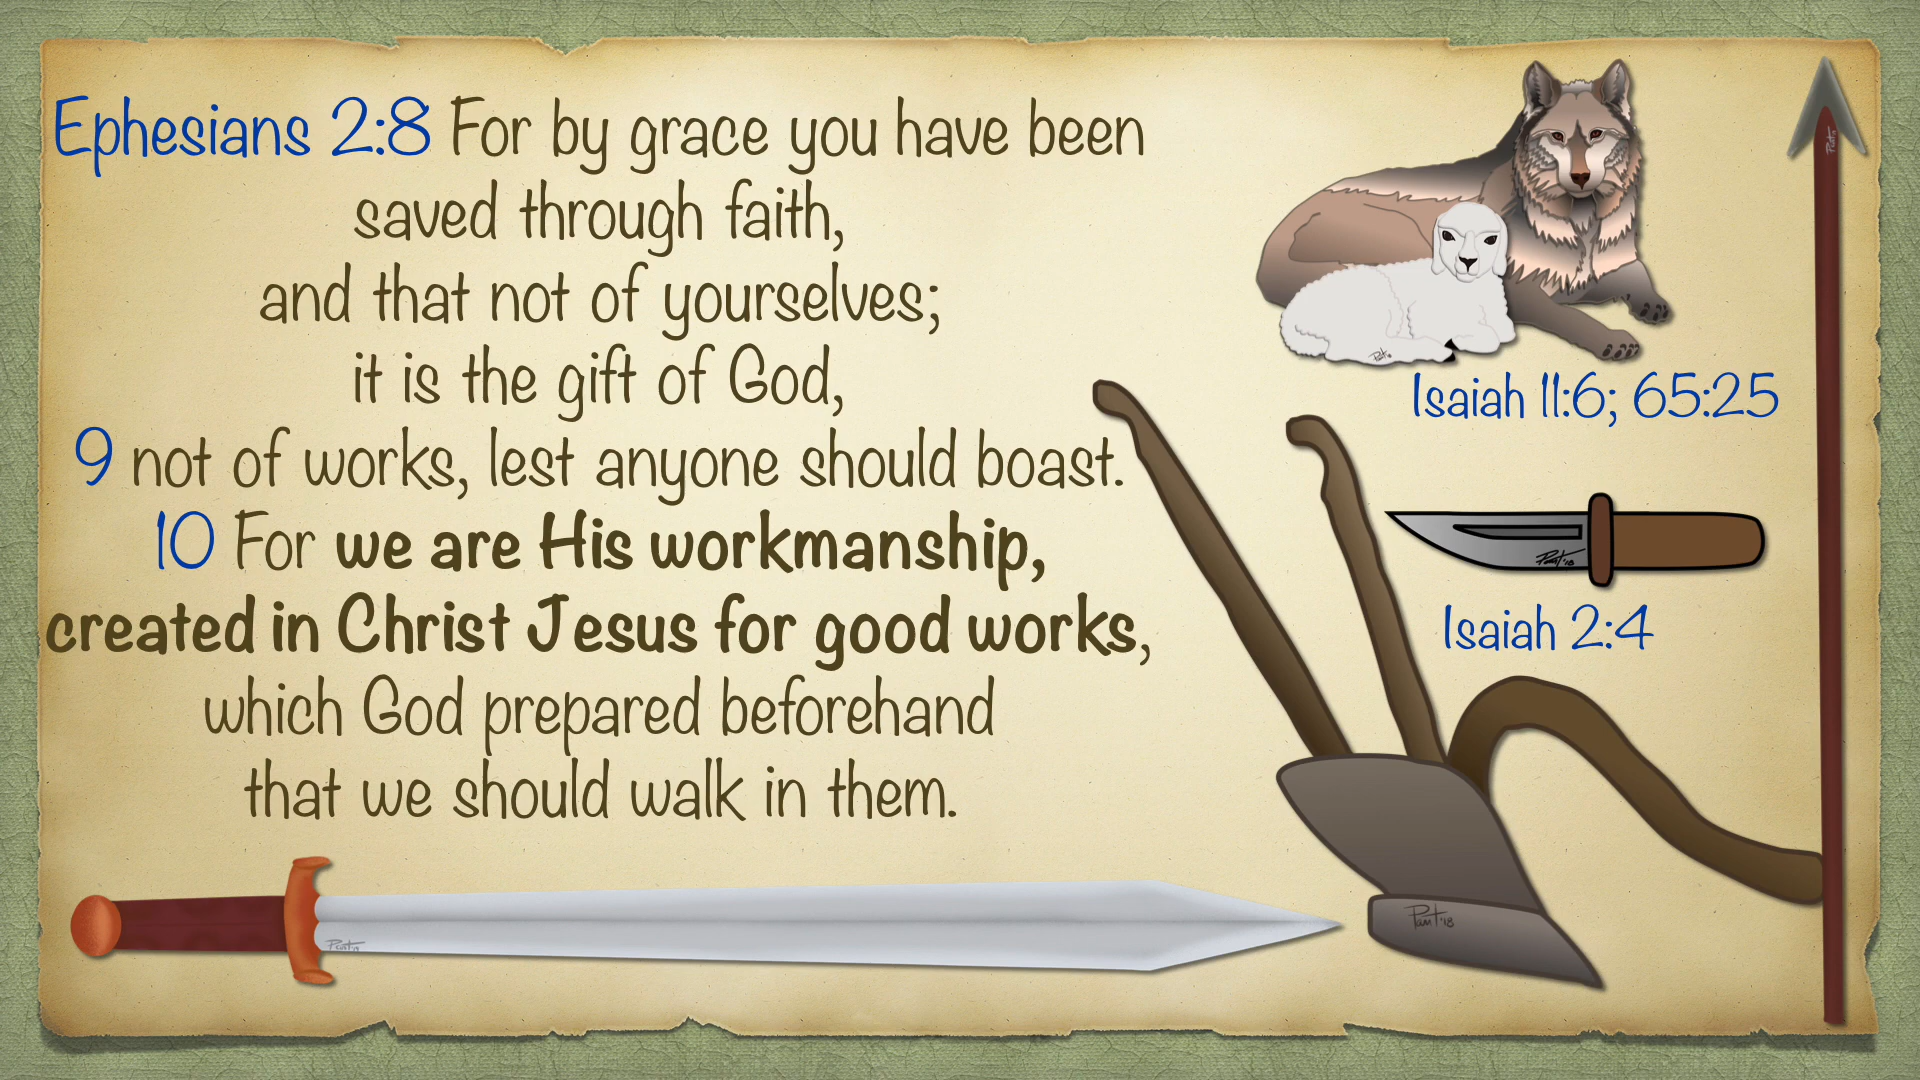 Ephesians 2:8 For by grace you have been
saved through faith,
and that not of yourselves;
it is the gift of God,
9 not of works, lest anyone should boast.
10 For we are His workmanship,
created in Christ Jesus for good works,
which God prepared beforehand
that we should walk in them.
Isaiah 11:6; 65:25
Isaiah 2:4